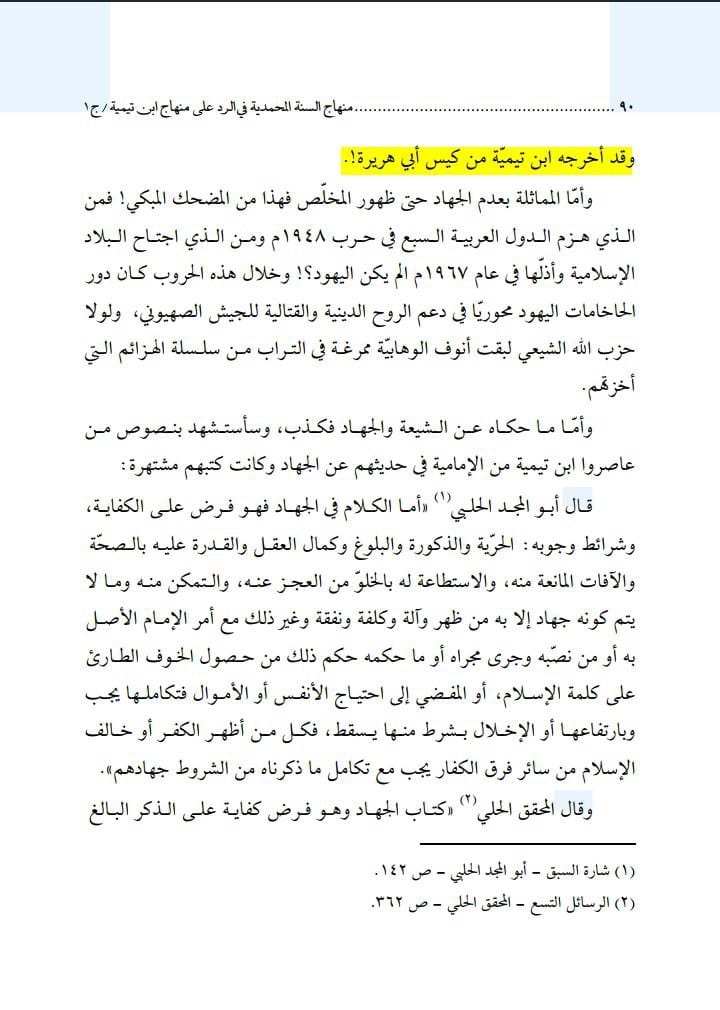 ٩٠ ........................................................ منهاج السنة المحمدية في الرد على منهاج ابن تيمية / ج١
وقد أخرجه ابن تيميّة من كيس أبي هريرة!.
وأمّا المماثلة بعدم الجهاد حتى ظهور المخلّص فهذا من المضحك المبكي! فمن
الذي هزم الدول العربية السبع في حرب ١٩٤٨م ومن الذي اجتاح البلاد
الإسلامية وأذلّها في عام ١٩٦٧م الم يكن اليهود؟! وخلال هذه الحروب كان دور
الحاخامات اليهود محوريّا في دعم الروح الدينية والقتالية للجيش الصهيوني، ولولا
حزب الله الشيعي لبقت أنوف الوهابيّة ممرغة في التراب من سلسلة الهزائم التي
أخزتهم.
وأمّا ما حكاه عن الشيعة والجهاد فكذب، وسأستشهد بنصوص من
عاصروا ابن تيمية من الإمامية في حديثهم عن الجهاد وكانت كتبهم مشتهرة:
قال أبو المجد الحلبي(١) «أما الكلام في الجهاد فهو فرض على الكفاية،
وشرائط وجوبه: الحرّية والذكورة والبلوغ وكمال العقل والقدرة عليه بالصحّة
والآفات المانعة منه، والاستطاعة له بالخلوّ من العجز عنه، والتمكن منه وما لا
يتم كونه جهاد إلا به من ظهر وآلة وكلفة ونفقة وغير ذلك مع أمر الإمام الأصل
به أو من نصّبه وجرى مجراه أو ما حكمه حكم ذلك من حصول الخوف الطارئ
على كلمة الإسلام، أو المفضي إلى احتياج الأنفس أو الأموال فتكاملها يجب
وبارتفاعها أو الإخلال بشرط منها يسقط، فكل من أظهر الكفر أو خالف
الإسلام من سائر فرق الكفار يجب مع تكامل ما ذكرناه من الشروط جهادهم».
وقال المحقق الحلي(٢) «كتاب الجهاد وهو فرض كفاية على الذكر البالغ
(١) شارة السبق – أبو المجد الحلبي – ص ١٤٢.
(٢) الرسائل التسع – المحقق الحلي – ص ٣٦٢.